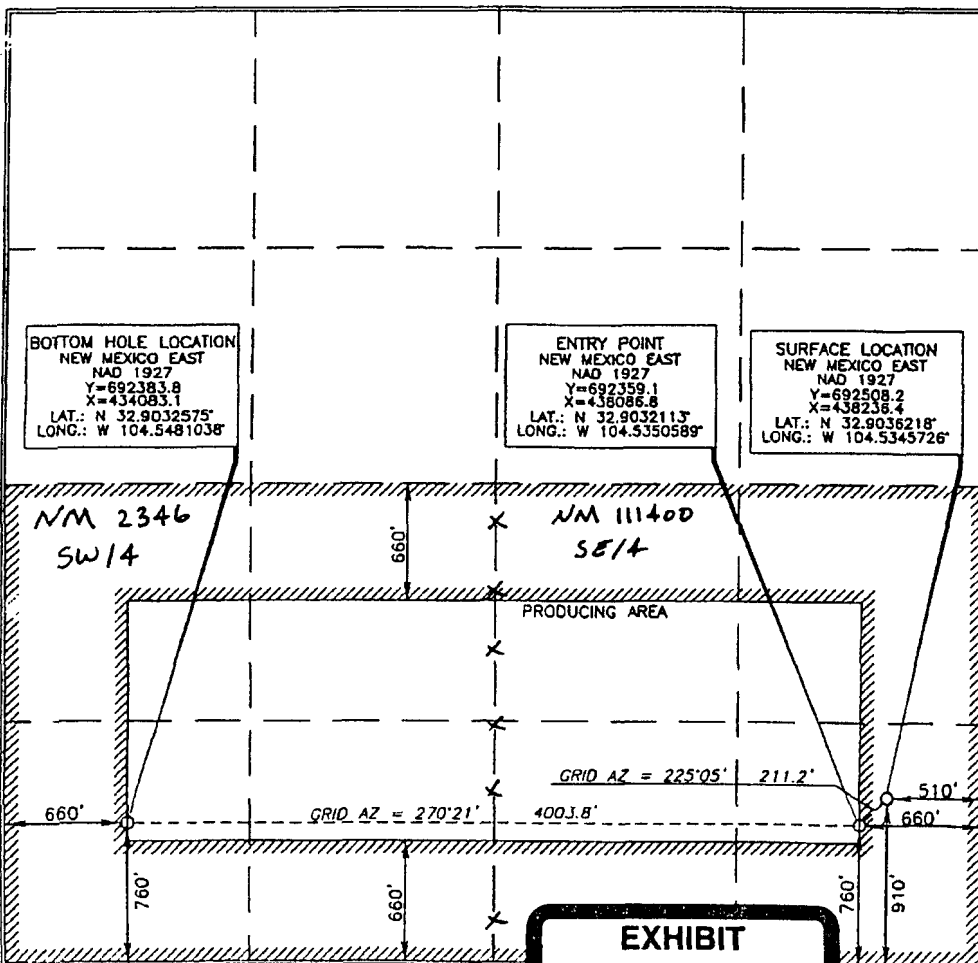 BOTTOM HOLE LOCATION
NEW MEXICO EAST
NAD 1927
Y=692383.8
X=434083.1
LAT.: N 32.9032575°
LONG.: W 104.5481038°
ENTRY POINT
NEW MEXICO EAST
NAD 1927
Y=692359.1
X=438086.8
LAT.: N 32.9032113°
LONG.: W 104.5350589°
SURFACE LOCATION
NEW MEXICO EAST
NAD 1927
Y=692508.2
X=438236.4
LAT.: N 32.9036218°
LONG.: W 104.5345726°
NM 2346
SW/4
NM 111400
SE/4
660'
PRODUCING AREA
GRID AZ = 225°05' 211.2'
510'
660'
GRID AZ = 270°21' 4003.8'
660'
760'
660'
760'
910'
EXHIBIT